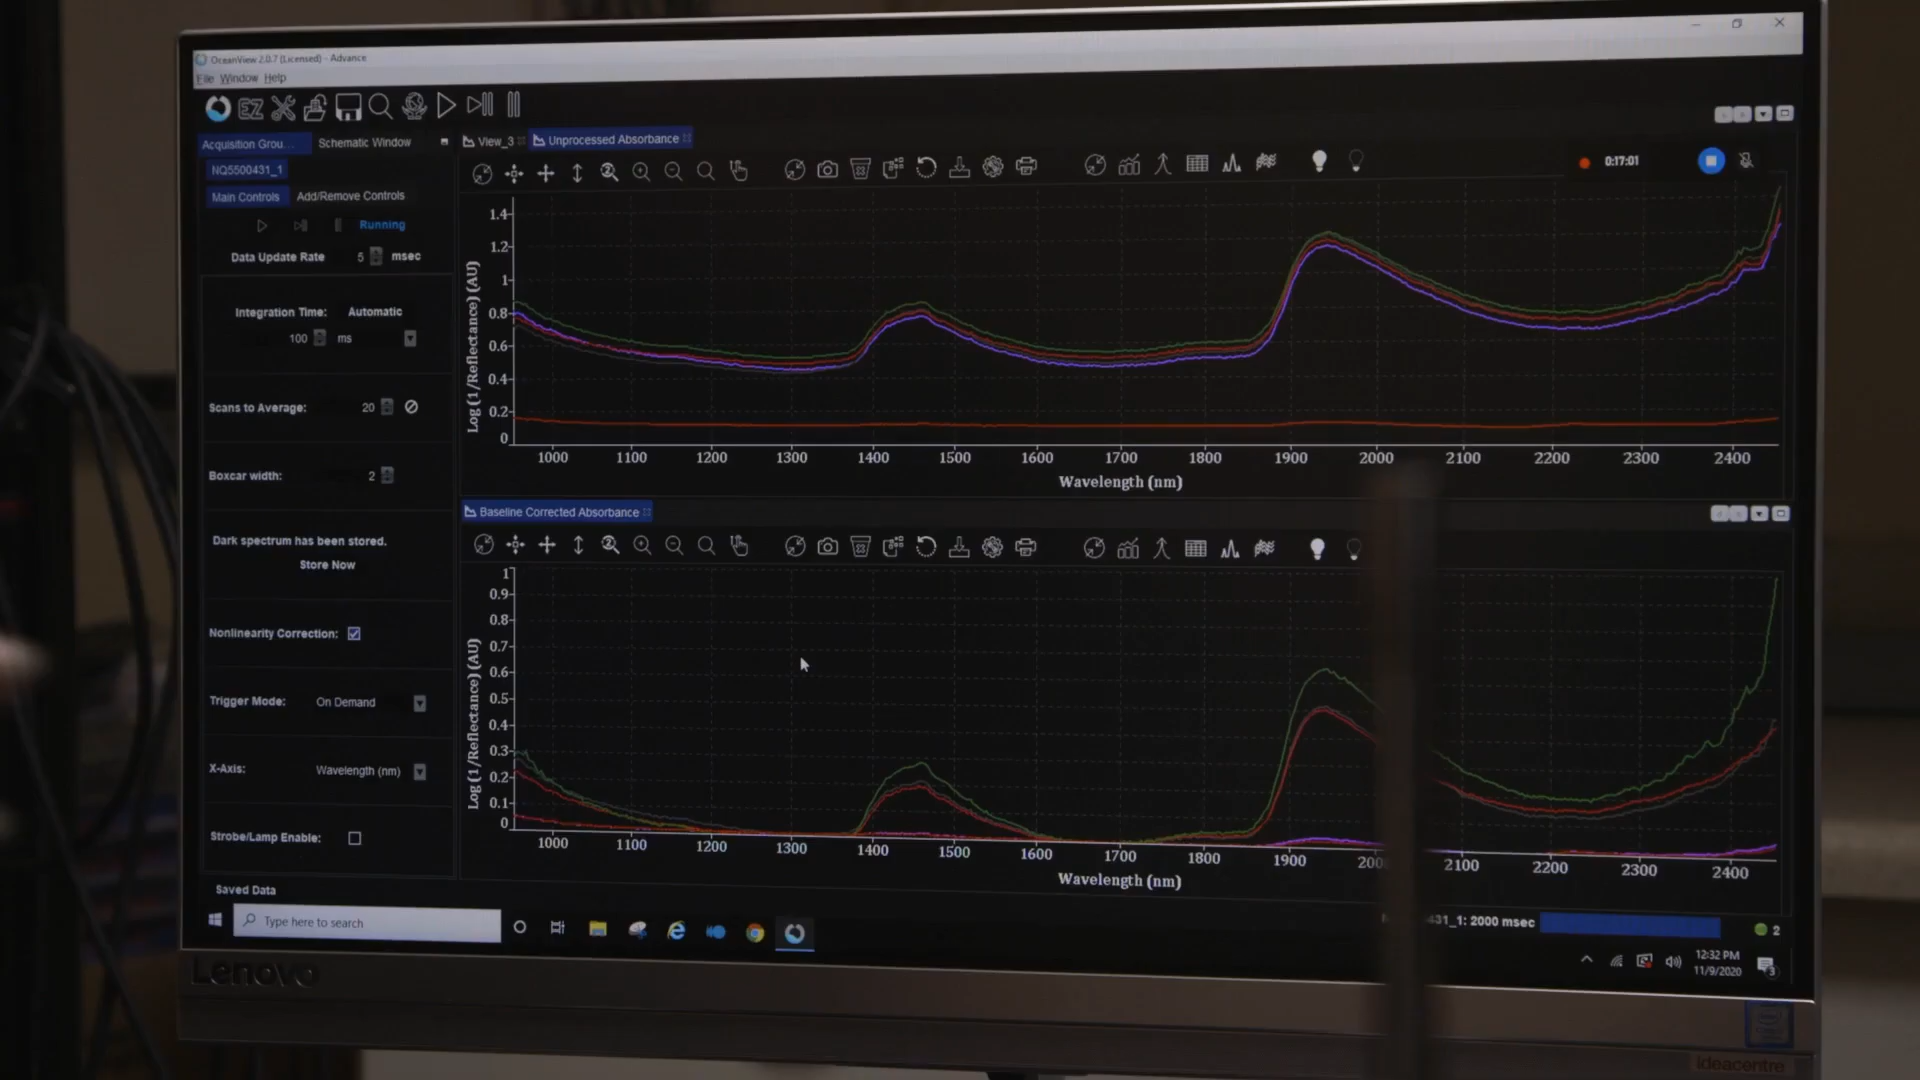 OceanView 2.0.7 (Licensed) - Advance
File Window Help
EZ
Acquisition Grou... Schematic Window
View_3 Unprocessed Absorbance
NQ5500431_1
Main Controls Add/Remove Controls
Running
Data Update Rate 5 msec
Integration Time: Automatic
100 ms
Scans to Average: 20
Boxcar width: 2
Dark spectrum has been stored.
Store Now
Nonlinearity Correction:
Trigger Mode: On Demand
X-Axis: Wavelength (nm)
Strobe/Lamp Enable:
Saved Data
0:17:01
Log (1/Reflectance) (AU)
1.4
1.2
1
0.8
0.6
0.4
0.2
0
1000 1100 1200 1300 1400 1500 1600 1700 1800 1900 2000 2100 2200 2300 2400
Wavelength (nm)
Baseline Corrected Absorbance
Log (1/Reflectance) (AU)
1
0.9
0.8
0.7
0.6
0.5
0.4
0.3
0.2
0.1
0
1000 1100 1200 1300 1400 1500 1600 1700 1800 1900 200 2100 2200 2300 2400
Wavelength (nm)
431_1: 2000 msec
2
Type here to search
12:32 PM
11/9/2020
3
Lenovo
ideacentre